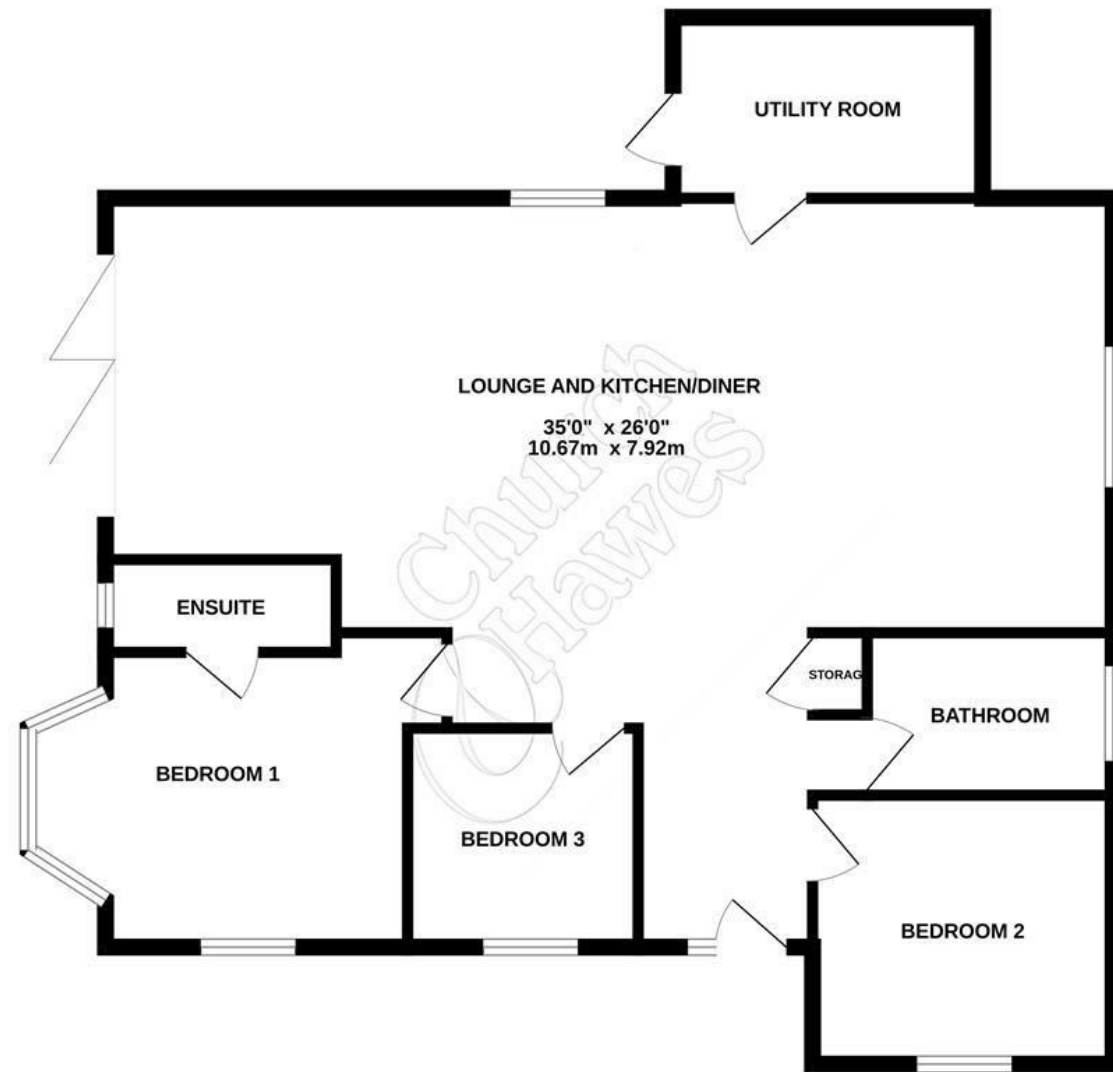 UTILITY ROOM
LOUNGE AND KITCHEN/DINER
35'0" x 26'0"
10.67m x 7.92m
Church
& Hawes
ENSUITE
STORAG
BATHROOM
BEDROOM 1
BEDROOM 3
BEDROOM 2